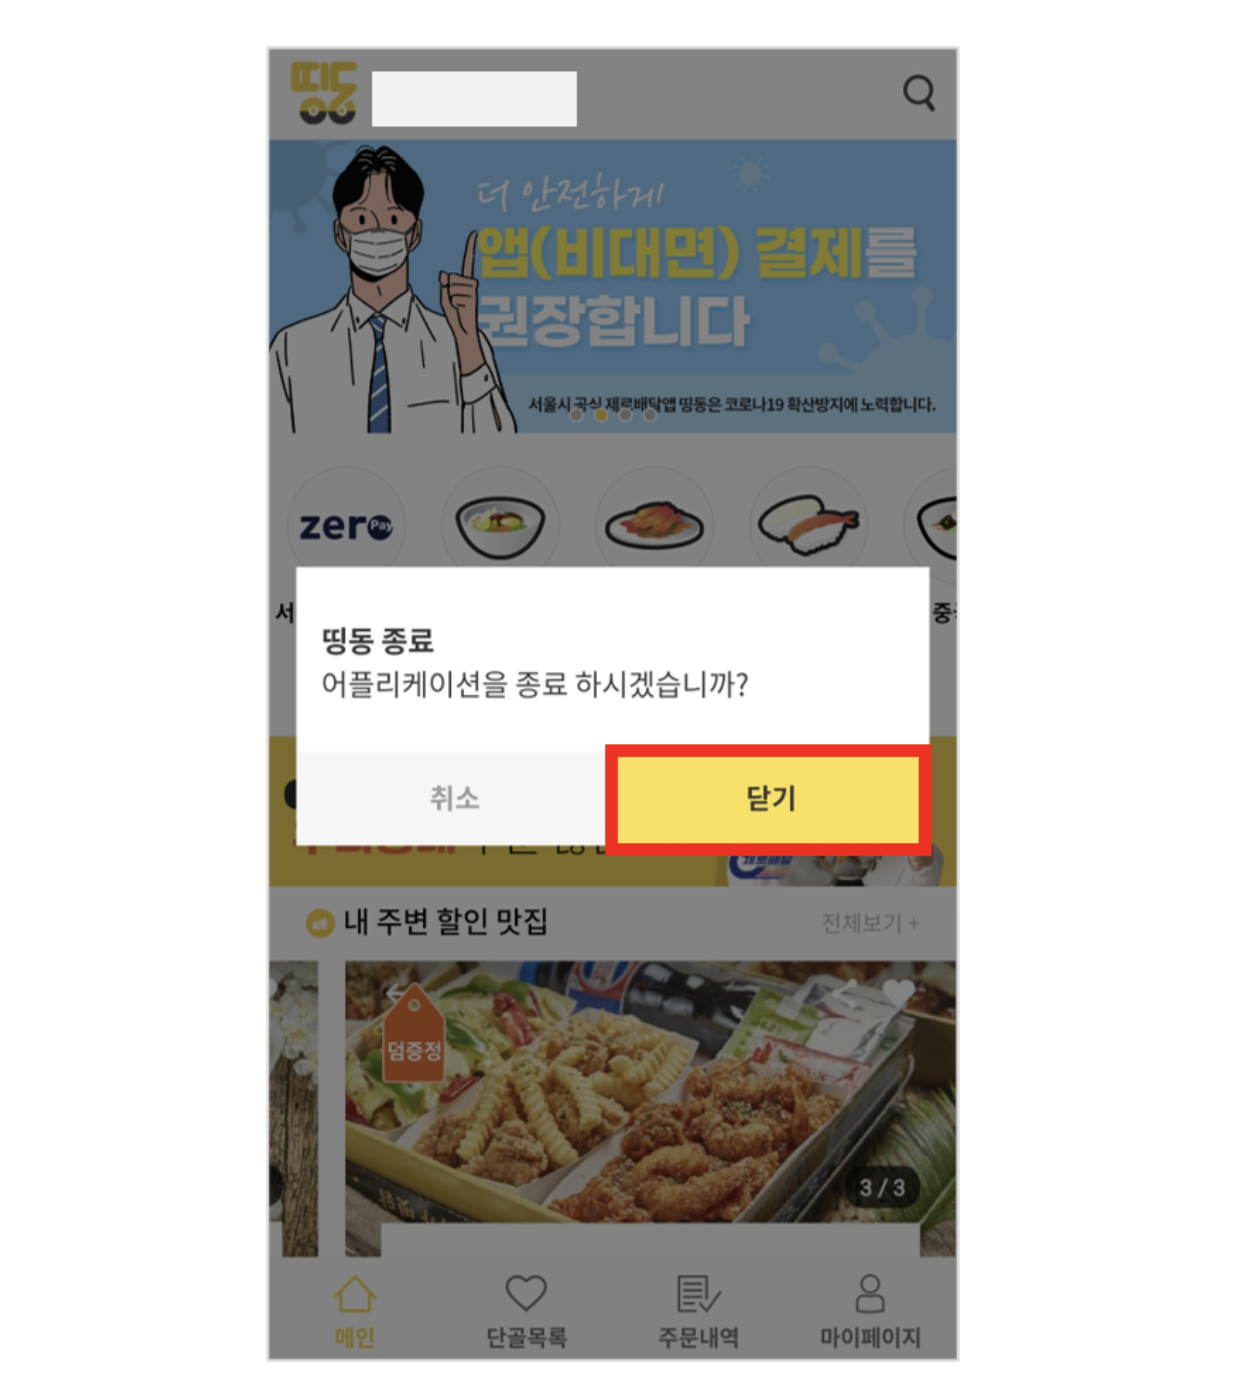 띵동
더 안전하게
앱(비대면) 결제를
권장합니다
서울시 공식 제로배달앱 띵동은 코로나19 확산방지에 노력합니다.
zero Pay
서
띵동 종료
어플리케이션을 종료 하시겠습니까?
취소
닫기
제로배달
내 주변 할인 맛집
전체보기 +
덤증정
3 / 3
메인
단골목록
주문내역
마이페이지